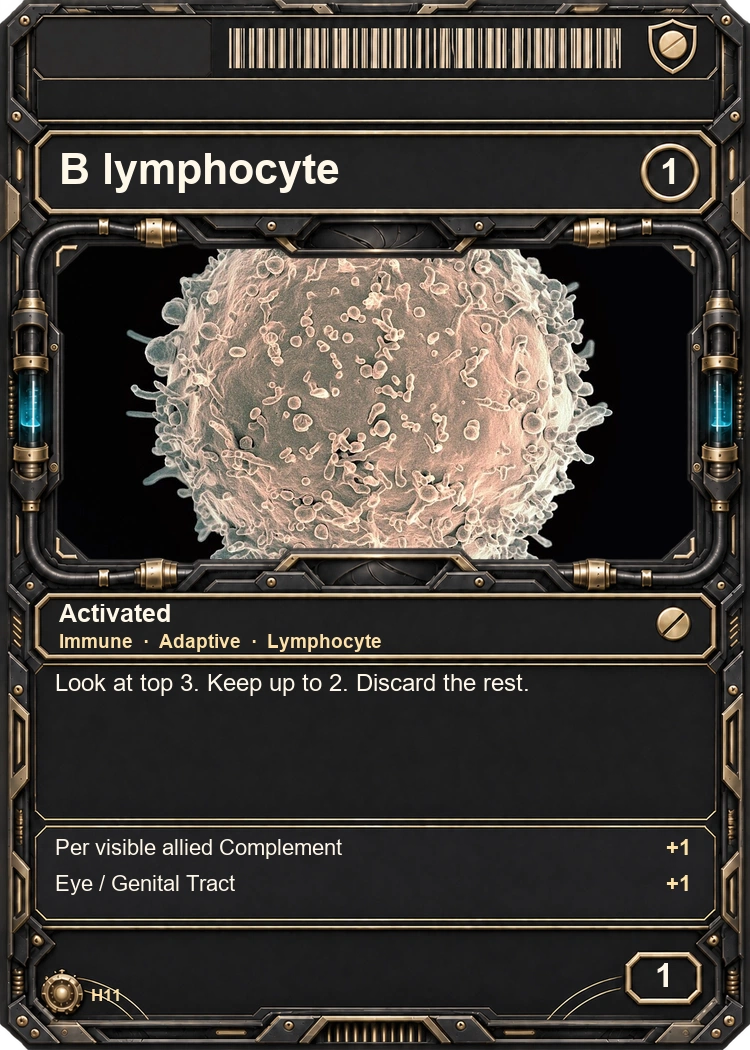 B lymphocyte
1
Activated
Immune · Adaptive · Lymphocyte
Look at top 3. Keep up to 2. Discard the rest.
Per visible allied Complement +1
Eye / Genital Tract +1
H11
1